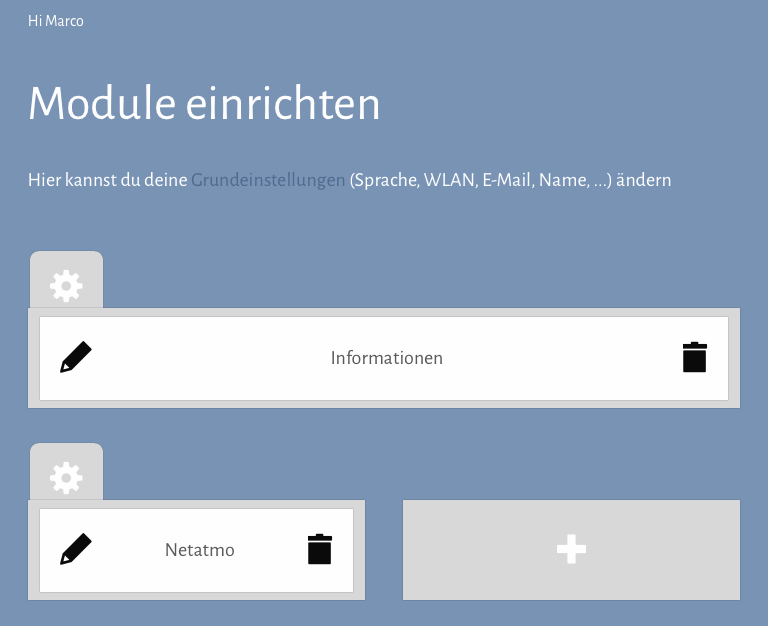 Hi Marco
Module einrichten
Hier kannst du deine Grundeinstellungen (Sprache, WLAN, E-Mail, Name, ...) ändern
Informationen
Netatmo